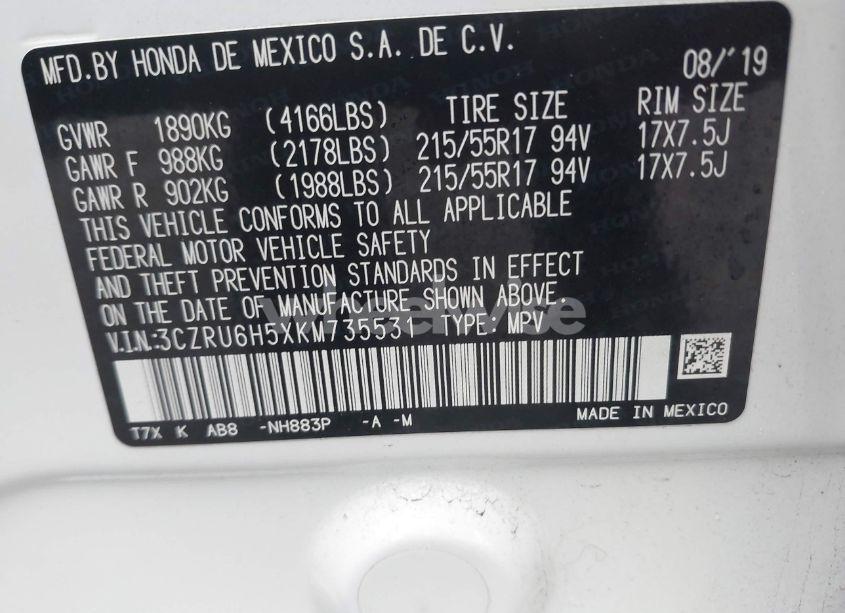 MFD.BY HONDA DE MEXICO S.A. DE C.V. 08/'19
GVWR 1890KG (4166LBS) TIRE SIZE RIM SIZE
GAWR F 988KG (2178LBS) 215/55R17 94V 17X7.5J
GAWR R 902KG (1988LBS) 215/55R17 94V 17X7.5J
THIS VEHICLE CONFORMS TO ALL APPLICABLE
FEDERAL MOTOR VEHICLE SAFETY
AND THEFT PREVENTION STANDARDS IN EFFECT
ON THE DATE OF MANUFACTURE SHOWN ABOVE.
V.I.N.:3CZRU6H5XKM735531 TYPE: MPV
T7X K AB8 -NH883P -A -M MADE IN MEXICO